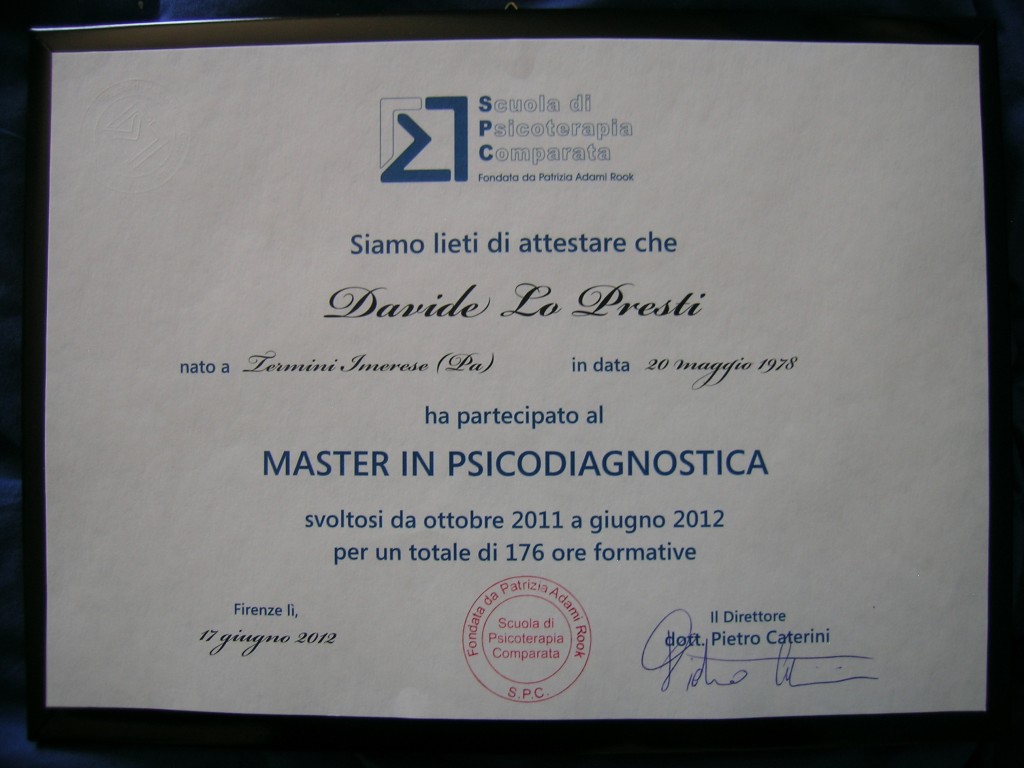 Scuola di
Psicoterapia
Comparata
Fondata da Patrizia Adami Rook
Siamo lieti di attestare che
Davide Lo Presti
nato a Termini Imerese (Pa) in data 20 maggio 1978
ha partecipato al
MASTER IN PSICODIAGNOSTICA
svoltosi da ottobre 2011 a giugno 2012
per un totale di 176 ore formative
Firenze lì,
17 giugno 2012
Fondata da Patrizia Adami Rook
Scuola di
Psicoterapia
Comparata
S.P.C.
Il Direttore
dott. Pietro Caterini